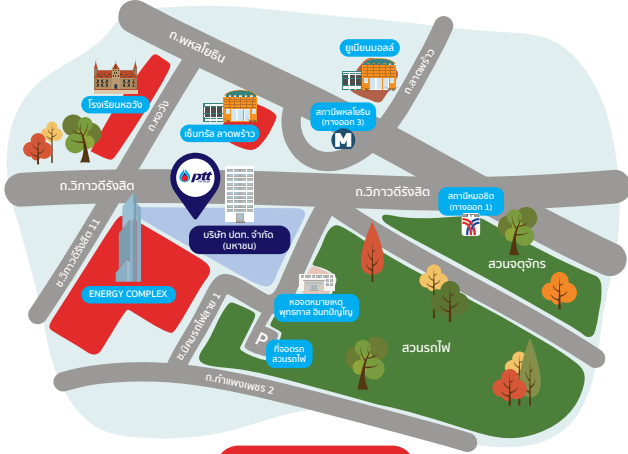 ถ.พหลโยธิน
ยูเนียนมอลล์
ถ.ลาดพร้าว
โรงเรียนหอวัง
ถ.หอวัง
เซ็นทรัล ลาดพร้าว
สถานีพหลโยธิน
(ทางออก 3)
M
ptt
ถ.วิภาวดีรังสิต
ถ.วิภาวดีรังสิต
สถานีหมอชิต
(ทางออก 1)
บริษัท ปตท. จำกัด
(มหาชน)
สวนจตุจักร
ซ.วิภาวดีรังสิต 11
ENERGY COMPLEX
หอจดหมายเหตุ
พุทธทาส อินทปัญโญ
ซ.นิคมรถไฟสาย 1
P
ที่จอดรถ
สวนรถไฟ
สวนรถไฟ
ถ.กำแพงเพชร 2